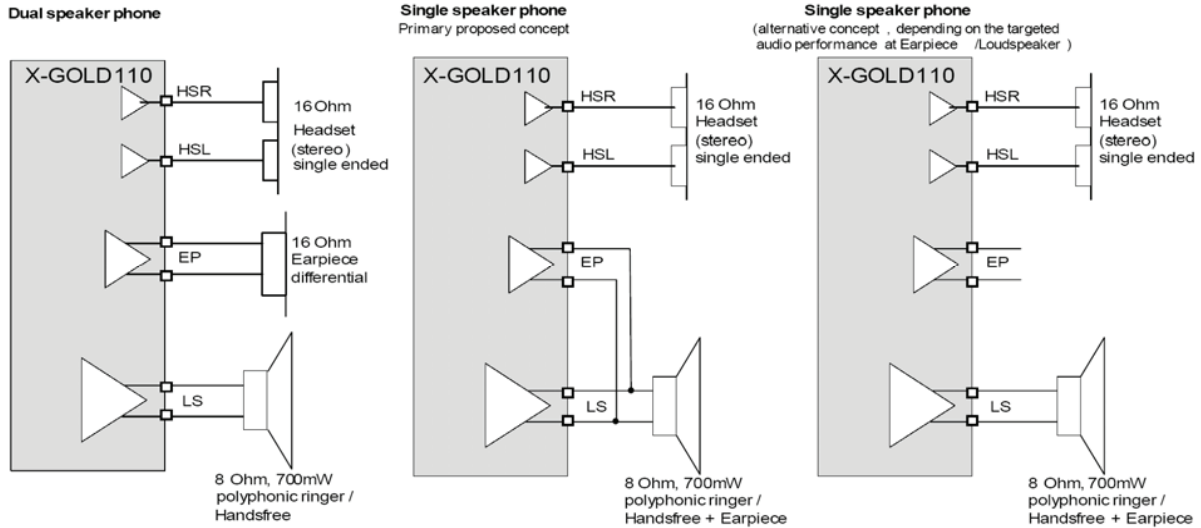 Dual speaker phone
X-GOLD110
HSR
16 Ohm
Headset
(stereo)
single ended
HSL
EP
16 Ohm
Earpiece
differential
LS
8 Ohm, 700mW
polyphonic ringer /
Handsfree
Single speaker phone
Primary proposed concept
X-GOLD110
HSR
16 Ohm
Headset
(stereo)
single ended
HSL
EP
LS
8 Ohm, 700mW
polyphonic ringer /
Handsfree + Earpiece
Single speaker phone
(alternative concept , depending on the targeted
audio performance at Earpiece /Loudspeaker )
X-GOLD110
HSR
16 Ohm
Headset
(stereo)
single ended
HSL
EP
LS
8 Ohm, 700mW
polyphonic ringer /
Handsfree + Earpiece